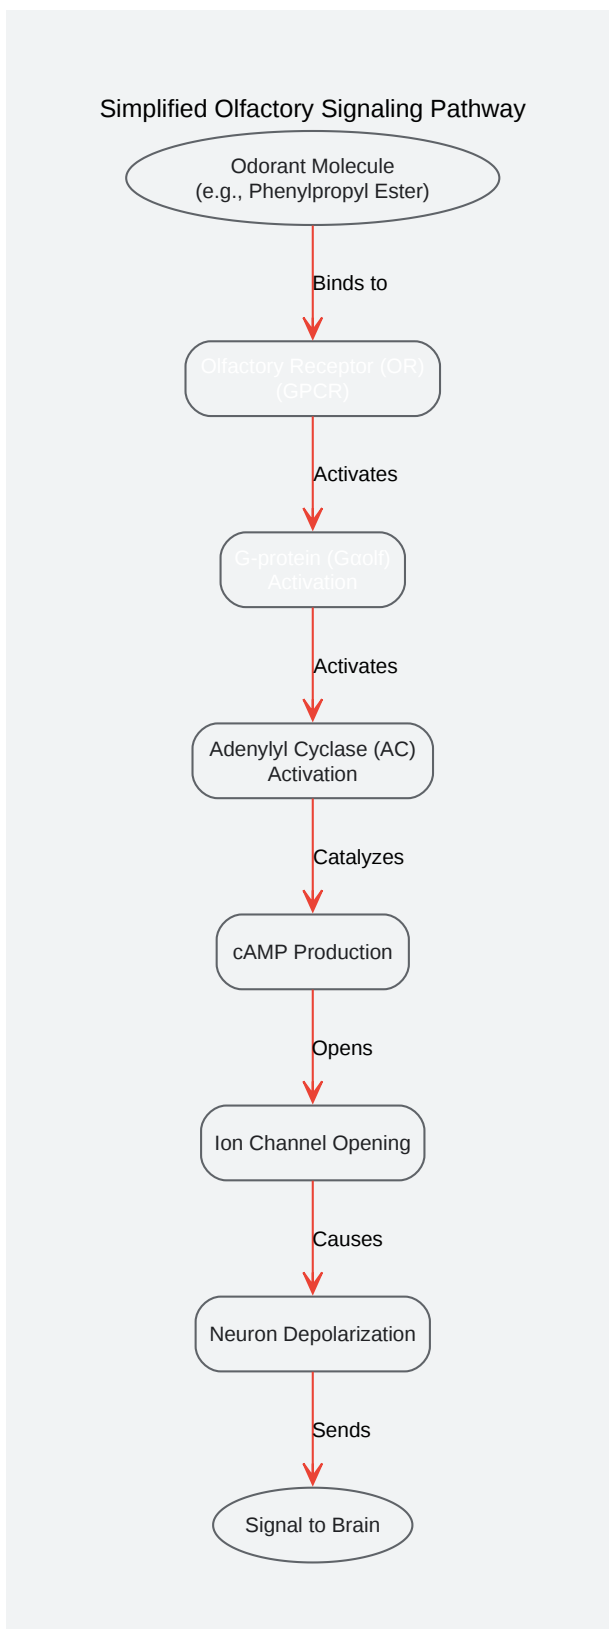 Simplified Olfactory Signaling Pathway
Odorant Molecule
(e.g., Phenylpropyl Ester)
Binds to
Olfactory Receptor (OR)
(GPCR)
Activates
G-protein (Gαolf)
Activation
Activates
Adenylyl Cyclase (AC)
Activation
Catalyzes
cAMP Production
Opens
Ion Channel Opening
Causes
Neuron Depolarization
Sends
Signal to Brain